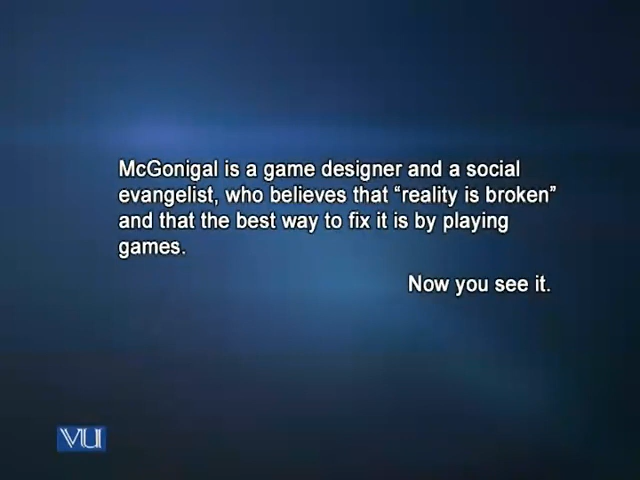 McGonigal is a game designer and a social
evangelist, who believes that “reality is broken”
and that the best way to fix it is by playing
games.
Now you see it.
VU